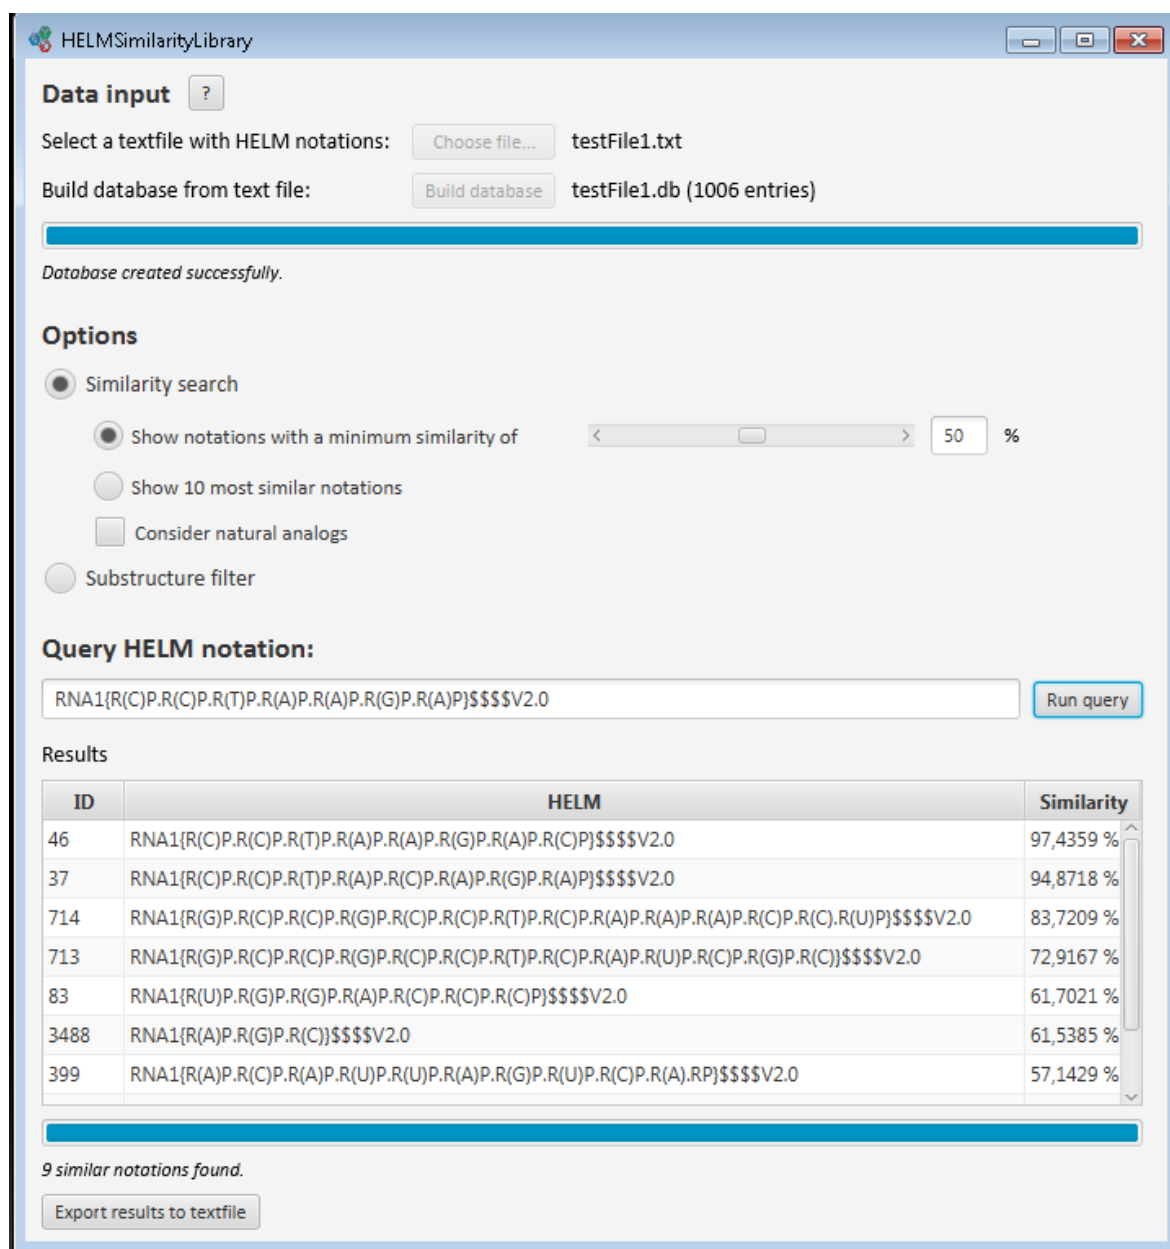 HELMSimilarityLibrary
Data input ?
Select a textfile with HELM notations: Choose file... testFile1.txt
Build database from text file: Build database testFile1.db (1006 entries)
Database created successfully.
Options
Similarity search
Show notations with a minimum similarity of 50 %
Show 10 most similar notations
Consider natural analogs
Substructure filter
Query HELM notation:
RNA1{R(C)P.R(C)P.R(T)P.R(A)P.R(A)P.R(G)P.R(A)P}$$$$V2.0 Run query
Results
ID HELM Similarity
46 RNA1{R(C)P.R(C)P.R(T)P.R(A)P.R(A)P.R(G)P.R(A)P.R(C)P}$$$$V2.0 97,4359 %
37 RNA1{R(C)P.R(C)P.R(T)P.R(A)P.R(C)P.R(A)P.R(G)P.R(A)P}$$$$V2.0 94,8718 %
714 RNA1{R(G)P.R(C)P.R(C)P.R(G)P.R(C)P.R(C)P.R(T)P.R(C)P.R(A)P.R(A)P.R(A)P.R(C)P.R(C).R(U)P}$$$$V2.0 83,7209 %
713 RNA1{R(G)P.R(C)P.R(C)P.R(G)P.R(C)P.R(C)P.R(T)P.R(C)P.R(A)P.R(U)P.R(C)P.R(G)P.R(C)}$$$$V2.0 72,9167 %
83 RNA1{R(U)P.R(G)P.R(G)P.R(A)P.R(C)P.R(C)P.R(C)P}$$$$V2.0 61,7021 %
3488 RNA1{R(A)P.R(G)P.R(C)}$$$$V2.0 61,5385 %
399 RNA1{R(A)P.R(C)P.R(A)P.R(U)P.R(U)P.R(A)P.R(G)P.R(U)P.R(C)P.R(A).RP}$$$$V2.0 57,1429 %
9 similar notations found.
Export results to textfile